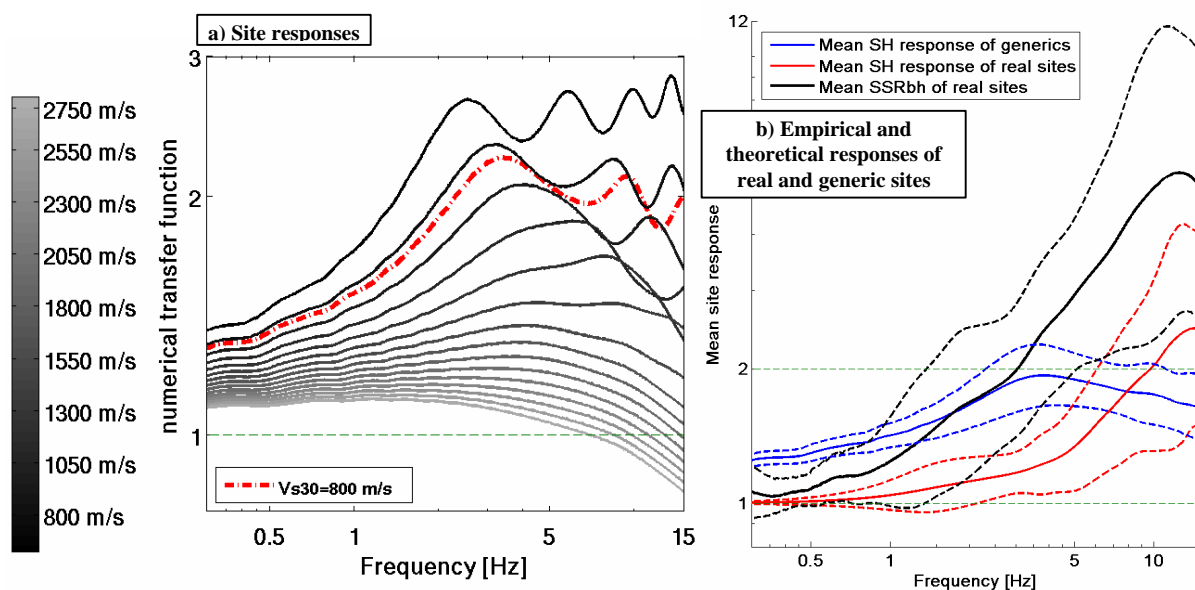 a) Site responses
3
2
1
numerical transfer function
2750 m/s
2550 m/s
2300 m/s
2050 m/s
1800 m/s
1550 m/s
1300 m/s
1050 m/s
800 m/s
Vs30=800 m/s
0.5
1
5
15
Frequency [Hz]
12
2
1
Mean site response
Mean SH response of generics
Mean SH response of real sites
Mean SSRbh of real sites
b) Empirical and
theoretical responses of
real and generic sites
0.5
1
5
10
Frequency [Hz]